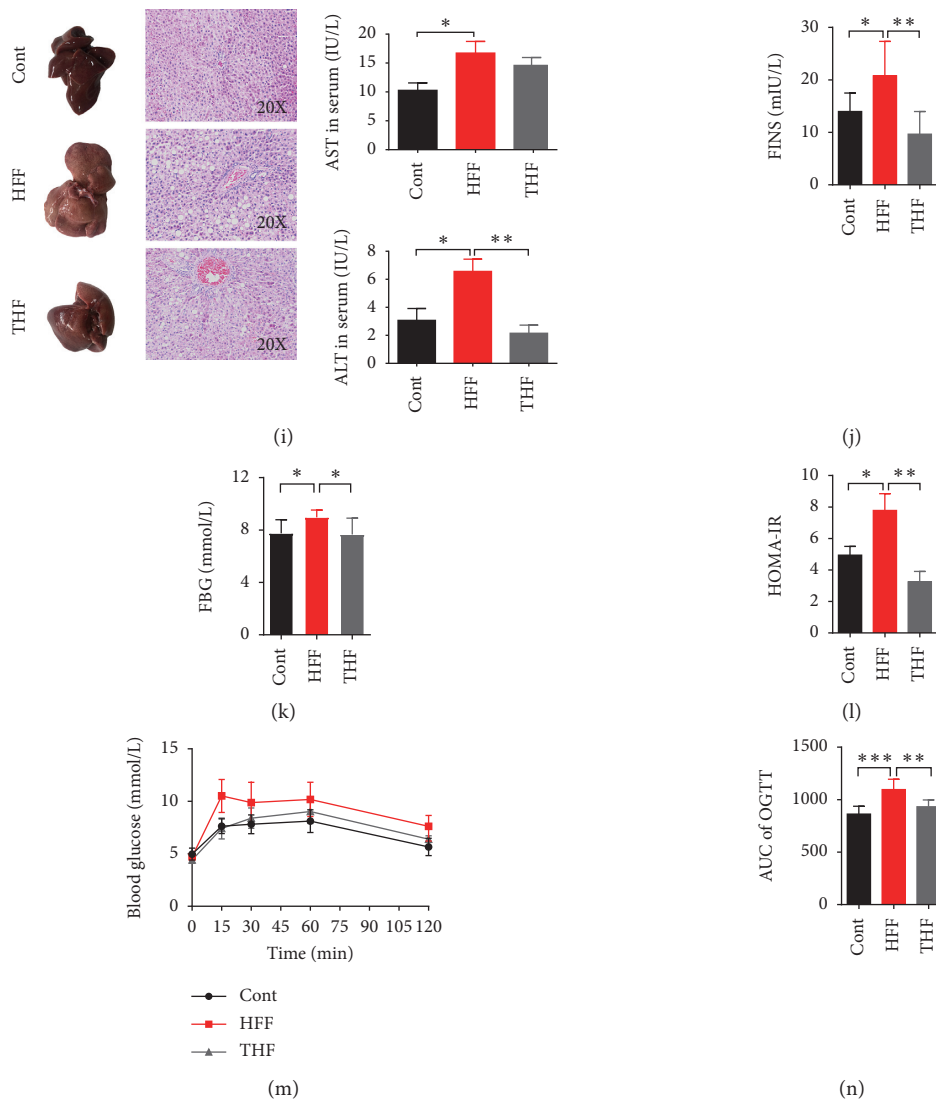 Cont
HFF
THF
20X
20X
20X
AST in serum (IU/L)
20
15
10
5
0
*
Cont
HFF
THF
ALT in serum (IU/L)
8
6
4
2
0
*
**
Cont
HFF
THF
(i)
FINS (mIU/L)
30
20
10
0
*
**
Cont
HFF
THF
(j)
FBG (mmol/L)
12
8
4
0
*
*
Cont
HFF
THF
(k)
HOMA-IR
10
8
6
4
2
0
*
**
Cont
HFF
THF
(l)
Blood glucose (mmol/L)
15
10
5
0
0 15 30 45 60 75 90 105 120
Time (min)
Cont
HFF
THF
(m)
AUC of OGTT
1500
1000
500
0
***
**
Cont
HFF
THF
(n)